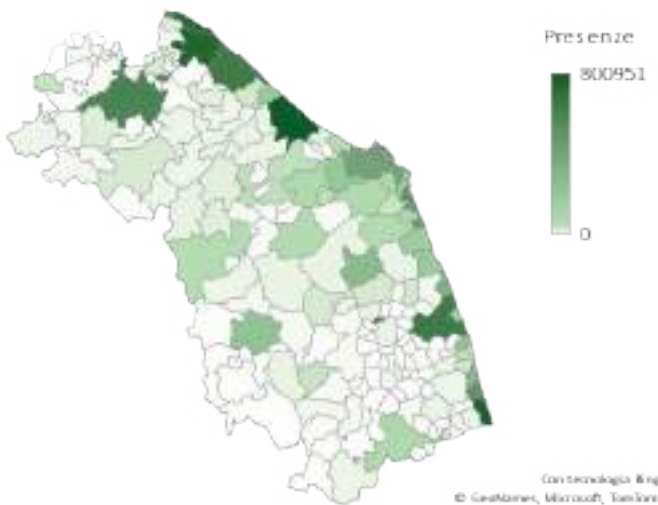 Presenze
800951
0
Con tecnologia Bing
© GeoNames, Microsoft, TomTom